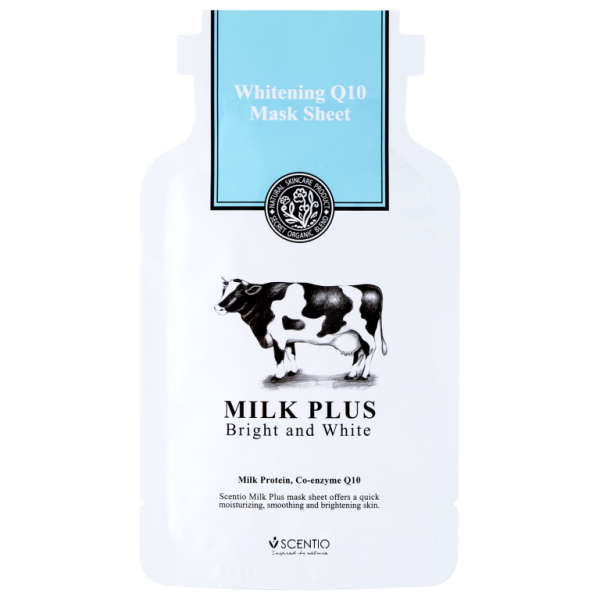 Whitening Q10
Mask Sheet
NATURAL SKINCARE PRODUCT
SECRET ORGANIC BLEND
MILK PLUS
Bright and White
Milk Protein, Co-enzyme Q10
Scentio Milk Plus mask sheet offers a quick
moisturizing, smoothing and brightening skin.
SCENTIO
Inspired by nature